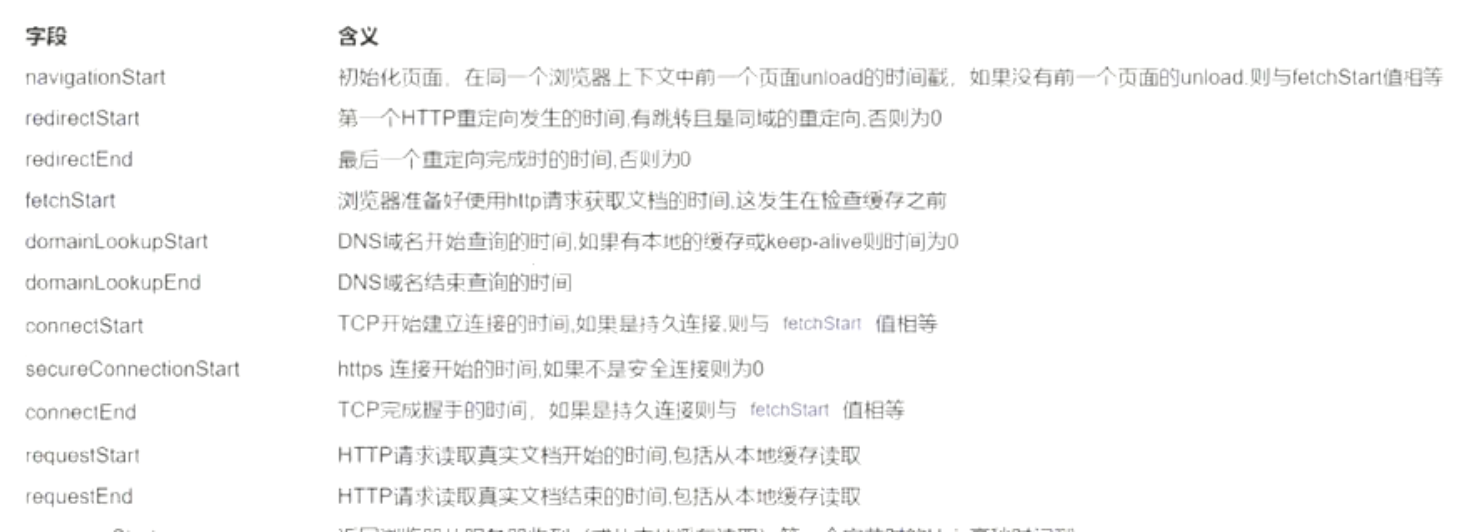 字段 含义
navigationStart 初始化页面，在同一个浏览器上下文中前一个页面unload的时间戳，如果没有前一个页面的unload,则与fetchStart值相等
redirectStart 第一个HTTP重定向发生的时间,有跳转且是同域的重定向,否则为0
redirectEnd 最后一个重定向完成时的时间,否则为0
fetchStart 浏览器准备好使用http请求获取文档的时间,这发生在检查缓存之前
domainLookupStart DNS域名开始查询的时间,如果有本地的缓存或keep-alive则时间为0
domainLookupEnd DNS域名结束查询的时间
connectStart TCP开始建立连接的时间,如果是持久连接,则与 fetchStart 值相等
secureConnectionStart https 连接开始的时间,如果不是安全连接则为0
connectEnd TCP完成握手的时间，如果是持久连接则与 fetchStart 值相等
requestStart HTTP请求读取真实文档开始的时间,包括从本地缓存读取
requestEnd HTTP请求读取真实文档结束的时间,包括从本地缓存读取